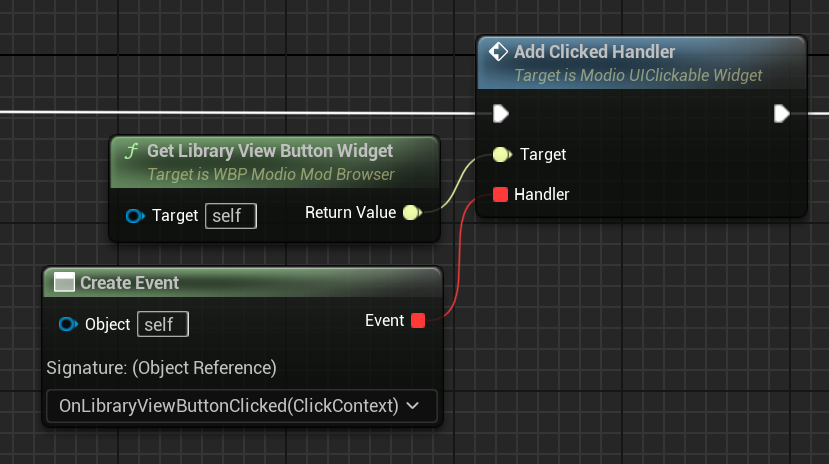 Add Clicked Handler
Target is Modio UIClickable Widget
ƒ Get Library View Button Widget
Target is WBP Modio Mod Browser
Target
Handler
Target self
Return Value
Create Event
Object self
Event
Signature: (Object Reference)
OnLibraryViewButtonClicked(ClickContext)